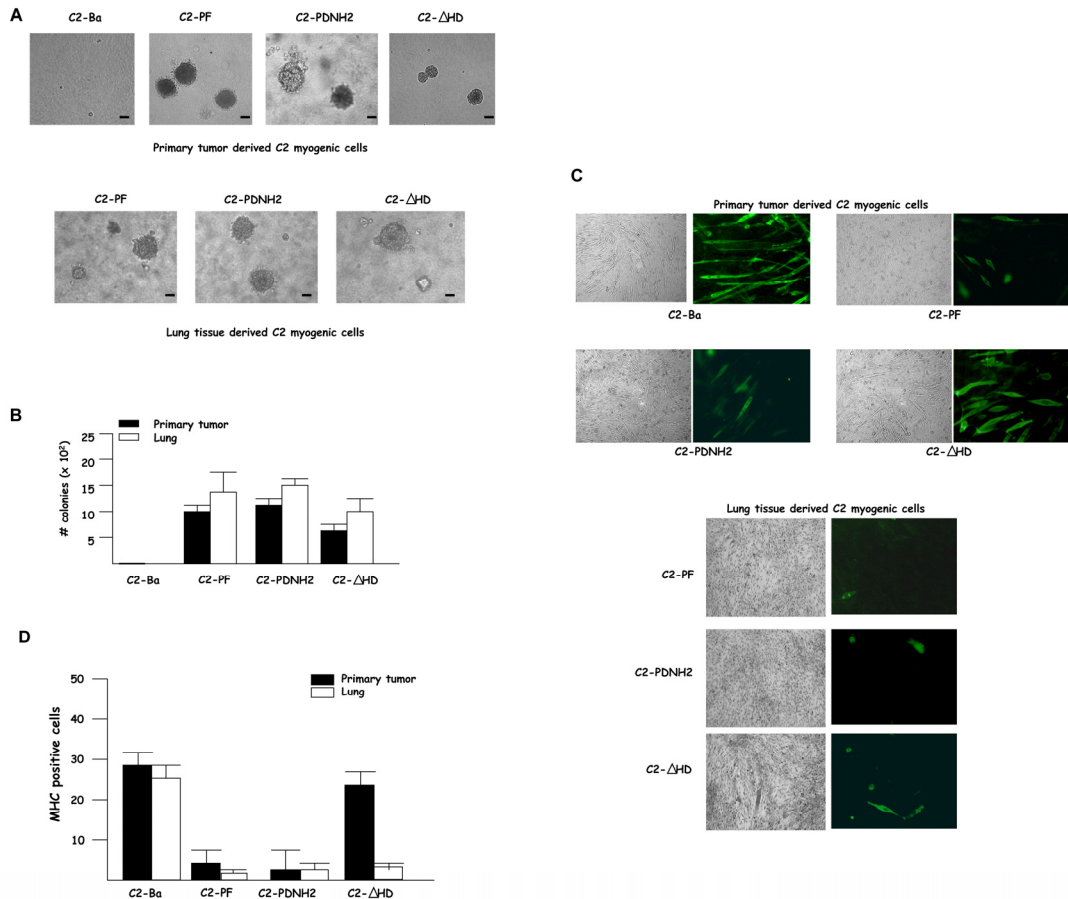 A
C2-Ba C2-PF C2-PDNH2 C2-△HD
Primary tumor derived C2 myogenic cells
C2-PF C2-PDNH2 C2-△HD
Lung tissue derived C2 myogenic cells
B
Primary tumor
Lung
# colonies (x 10²)
25
20
15
10
5
C2-Ba C2-PF C2-PDNH2 C2-△HD
D
Primary tumor
Lung
MHC positive cells
50
40
30
20
10
C2-Ba C2-PF C2-PDNH2 C2-△HD
C
Primary tumor derived C2 myogenic cells
C2-Ba C2-PF
C2-PDNH2 C2-△HD
Lung tissue derived C2 myogenic cells
C2-PF
C2-PDNH2
C2-△HD